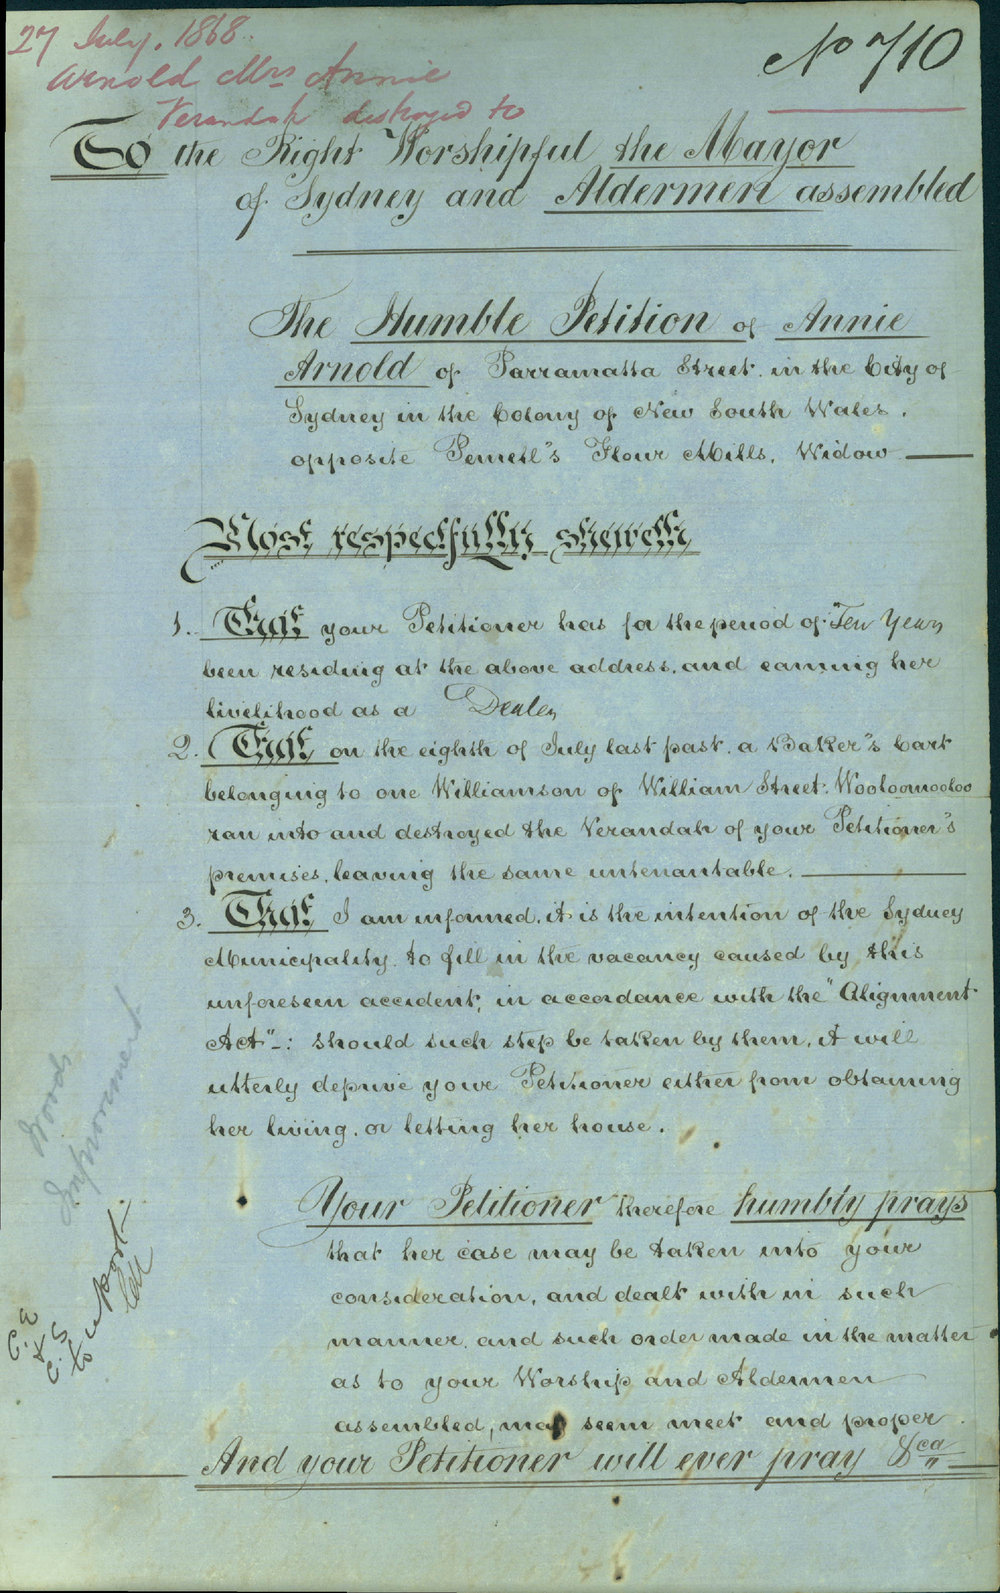 27 July. 1868.
No 710
Arnold Mrs Annie
Verandah destroyed to
To the Right Worshipful the Mayor
of Sydney and Aldermen assembled
The Humble Petition of Annie
Arnold of Parramatta Street. in the City of
Sydney in the Colony of New South Wales.
opposite Pemell's Flour Mills, Widow
Most respectfully sheweth
1. That your Petitioner has for the period of Ten Years
been residing at the above address, and earning her
livelihood as a Dealer
2. That on the eighth of July last past, a Baker's Cart
belonging to one Williamson of William Street. Wooloomooloo
ran into and destroyed the Verandah of your Petitioner's
premises, leaving the same untenantable.
3. That I am informed, it is the intention of the Sydney
Municipality. to fill in the vacancy caused by this
unforeseen accident, in accordance with the "Alignment
Act"-: should such step be taken by them, it will
utterly deprive your Petitioner either from obtaining
her living, or letting her house.
Your Petitioner therefore humbly prays
that her case may be taken into your
consideration, and dealt with in such
manner, and such order made in the matter
as to your Worship and Aldermen
assembled, may seem meet and proper.
And your Petitioner will ever pray &ca
Improvement
C. E.
&
C. S
to report.